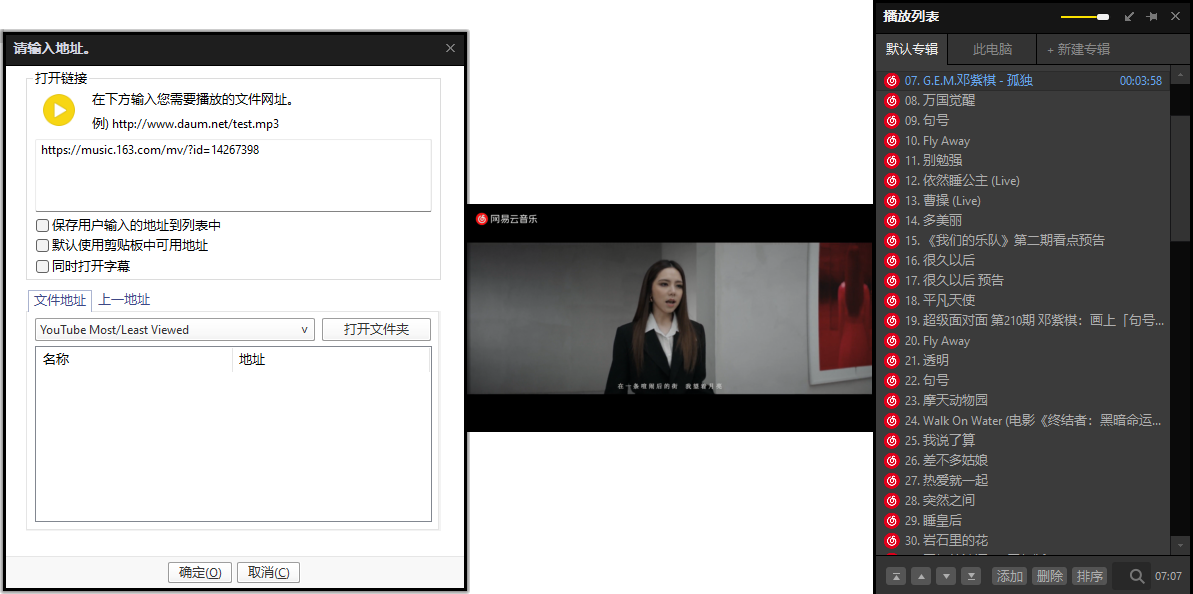 请输入地址。
打开链接
在下方输入您需要播放的文件网址。
例) http://www.daum.net/test.mp3
https://music.163.com/mv/?id=14267398
保存用户输入的地址到列表中
默认使用剪贴板中可用地址
同时打开字幕
文件地址 上一地址
YouTube Most/Least Viewed
打开文件夹
名称 地址
确定(O) 取消(C)
网易云音乐
在一条喷雨后的街 我望着月观
播放列表
默认专辑 此电脑 + 新建专辑
07. G.E.M.邓紫棋 - 孤独 00:03:58
08. 万国觉醒
09. 句号
10. Fly Away
11. 别勉强
12. 依然睡公主 (Live)
13. 曹操 (Live)
14. 多美丽
15. 《我们的乐队》第二期看点预告
16. 很久以后
17. 很久以后 预告
18. 平凡天使
19. 超级面对面 第210期 邓紫棋：画上「句号...
20. Fly Away
21. 透明
22. 句号
23. 摩天动物园
24. Walk On Water (电影《终结者：黑暗命运...
25. 我说了算
26. 差不多姑娘
27. 热爱就一起
28. 突然之间
29. 睡皇后
30. 岩石里的花
添加 删除 排序 07:07